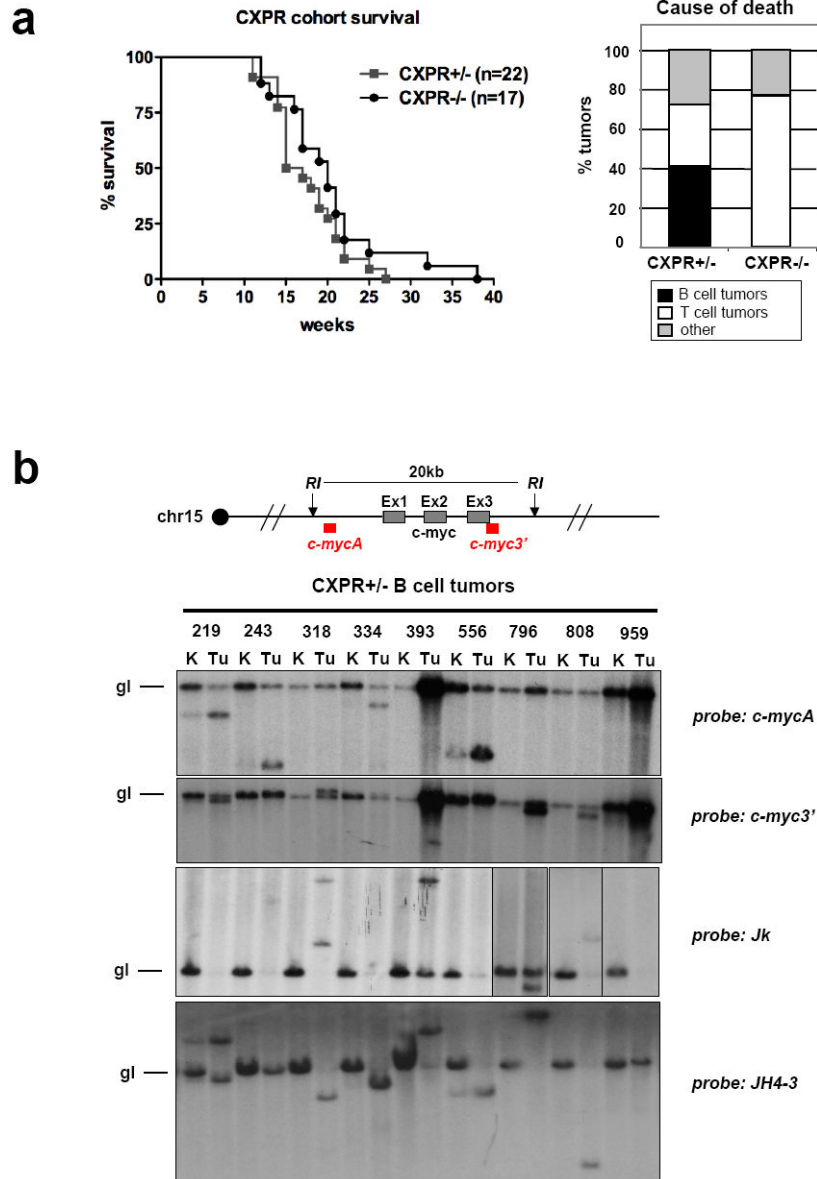 a
CXPR cohort survival
100
75
50
25
0
% survival
0 5 10 15 20 25 30 35 40
weeks
CXPR+/- (n=22)
CXPR-/- (n=17)
Cause of death
100
80
60
40
20
0
% tumors
CXPR+/- CXPR-/-
B cell tumors
T cell tumors
other
b
20kb
RI RI
chr15
Ex1 Ex2 Ex3
c-myc
c-mycA c-myc3'
CXPR+/- B cell tumors
219 243 318 334 393 556 796 808 959
K Tu K Tu K Tu K Tu K Tu K Tu K Tu K Tu K Tu
gl
probe: c-mycA
gl
probe: c-myc3'
gl
probe: Jk
gl
probe: JH4-3